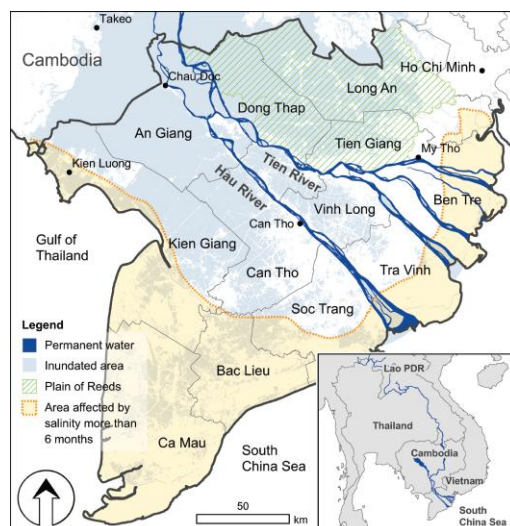 Takeo
Cambodia
Ho Chi Minh
Chau Doc
Long An
Dong Thap
An Giang
Tien Giang
My Tho
Kien Luong
Tien River
Hau River
Ben Tre
Vinh Long
Gulf of
Thailand
Can Tho
Kien Giang
Can Tho
Tra Vinh
Soc Trang
Legend
Permanent water
Inundated area
Plain of Reeds
Area affected by
salinity more than
6 months
Bac Lieu
Ca Mau
South
China Sea
50
km
Lao PDR
Thailand
Cambodia
Vietnam
South
China Sea